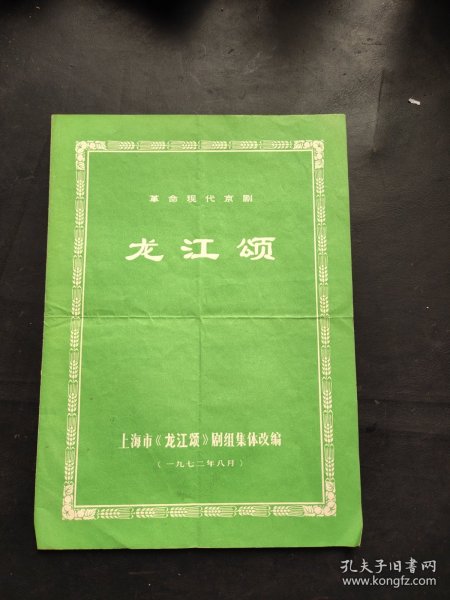 革命现代京剧
龙江颂
上海市《龙江颂》剧组集体改编
(一九七二年八月)
孔夫子旧书网
www.kongfz.com